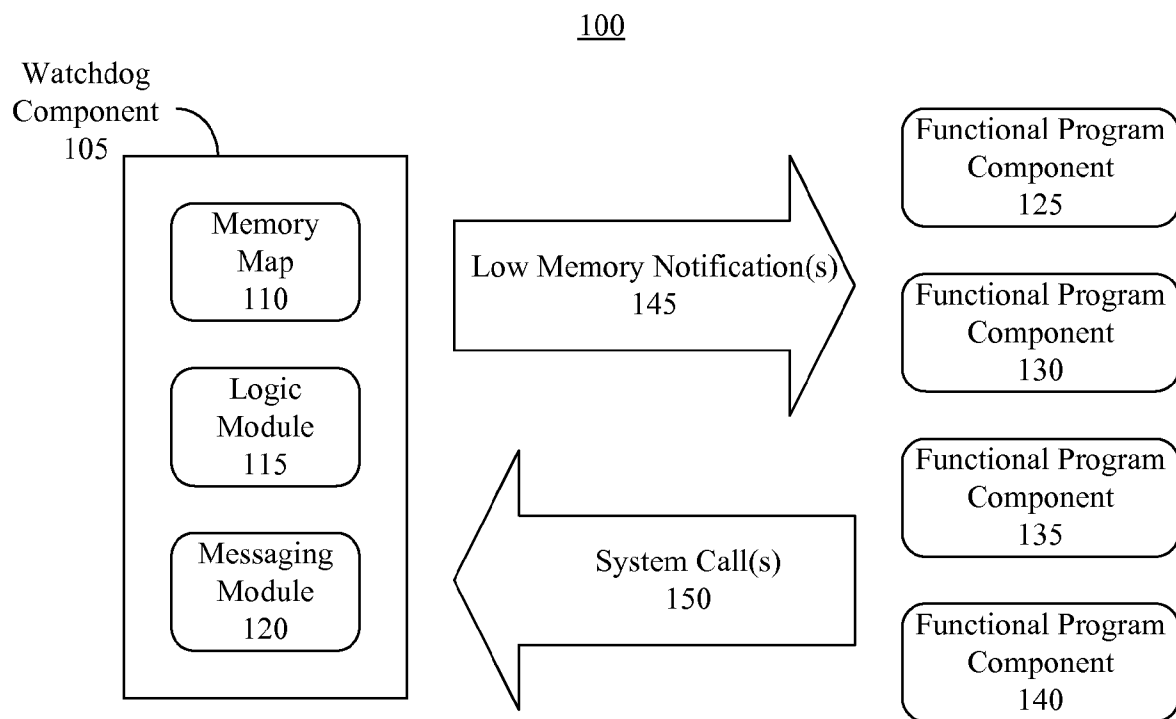 100
Watchdog
Component
105
Memory
Map
110
Logic
Module
115
Messaging
Module
120
Low Memory Notification(s)
145
System Call(s)
150
Functional Program
Component
125
Functional Program
Component
130
Functional Program
Component
135
Functional Program
Component
140